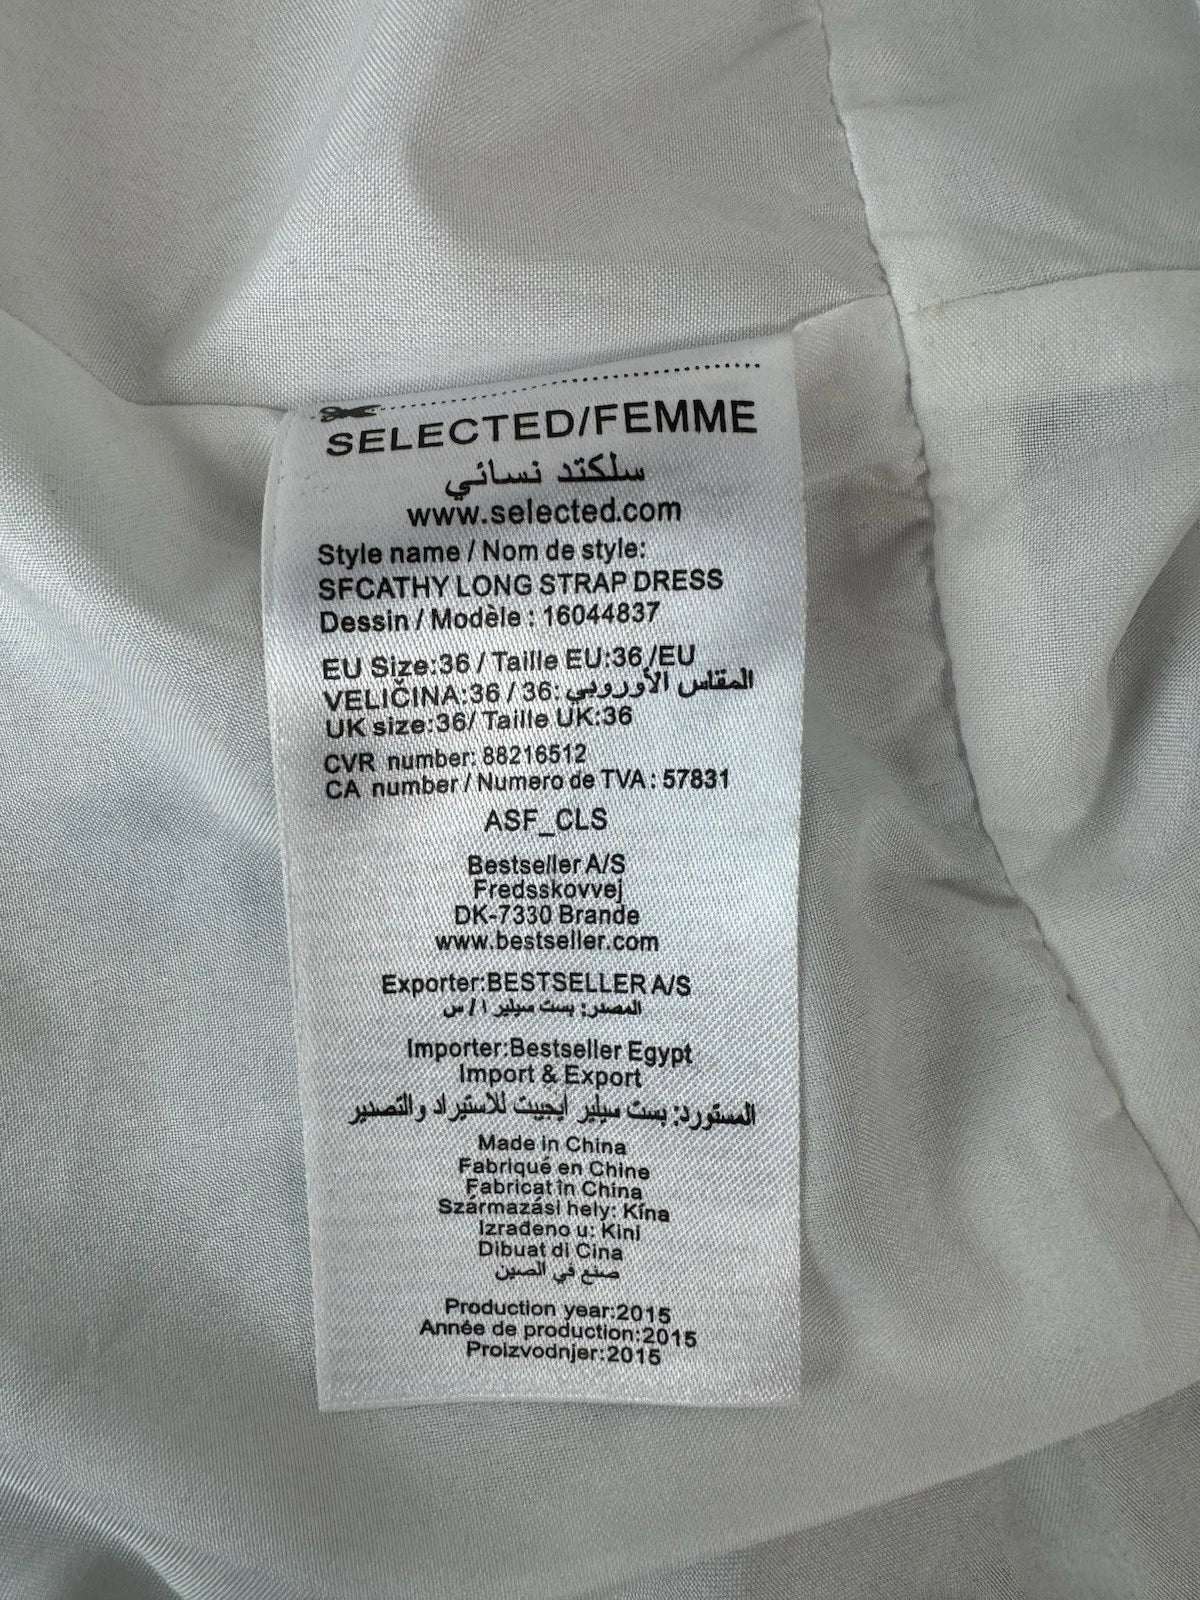 SELECTED/FEMME
سلكتد نسائي
www.selected.com
Style name / Nom de style:
SFCATHY LONG STRAP DRESS
Dessin / Modèle : 16044837
EU Size:36 / Taille EU:36 /EU
VELIČINA:36 / 36: المقاس الأوروبي
UK size:36/ Taille UK:36
CVR number: 88216512
CA number / Numero de TVA : 57831
ASF_CLS
Bestseller A/S
Fredsskovvej
DK-7330 Brande
www.bestseller.com
Exporter:BESTSELLER A/S
المصدر: بست سيلير ا / س
Importer:Bestseller Egypt
Import & Export
المستورد: بست سيلير ايجيبت للاستيراد والتصدير
Made in China
Fabriqué en Chine
Fabricat în China
Származási hely: Kína
Izrađeno u: Kini
Dibuat di Cina
صنع في الصين
Production year:2015
Année de production:2015
Proizvodnjer:2015